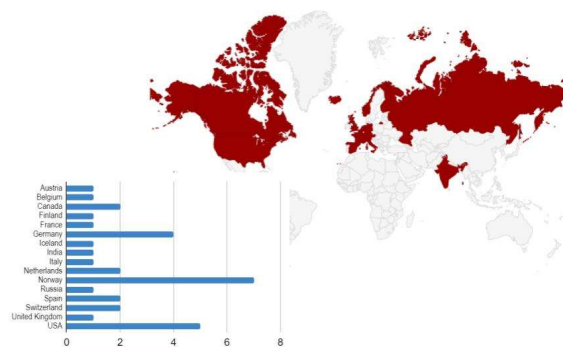 Austria
Belgium
Canada
Finland
France
Germany
Iceland
India
Italy
Netherlands
Norway
Russia
Spain
Switzerland
United Kingdom
USA
0 2 4 6 8